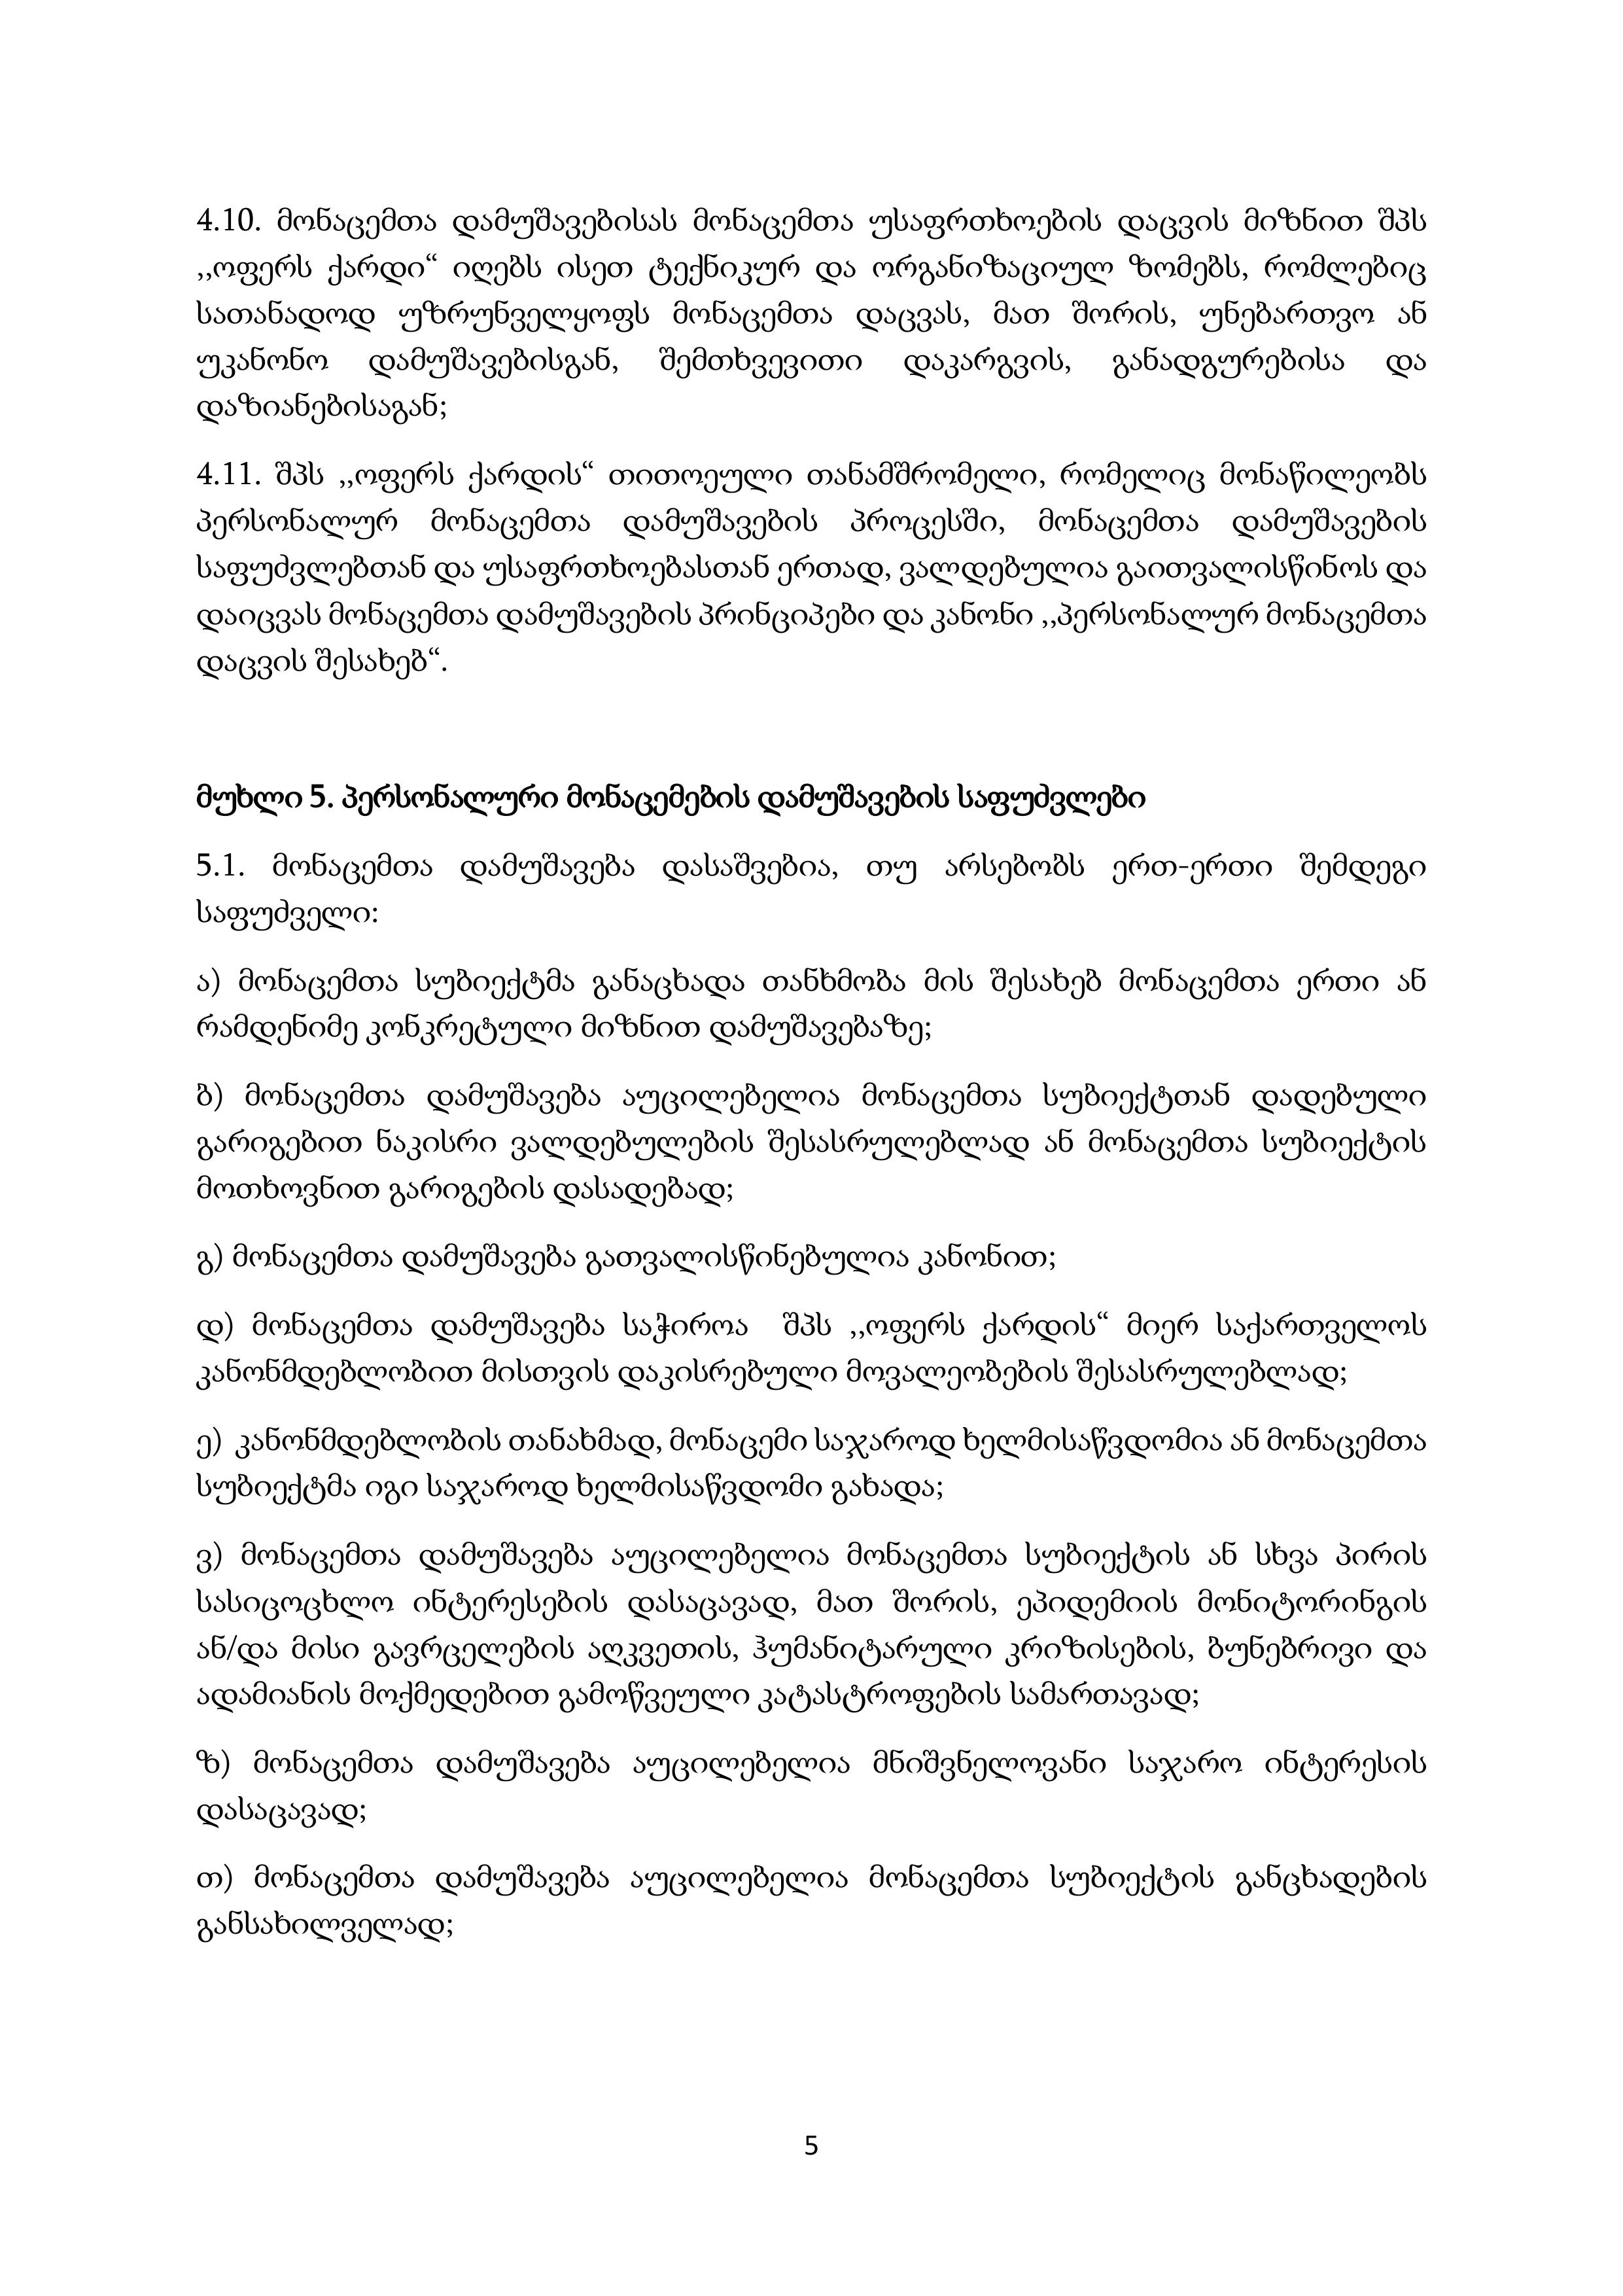 4.10. მონაცემთა დამუშავებისას მონაცემთა უსაფრთხოების დაცვის მიზნით შპს
,,ოფერს ქარდი“ იღებს ისეთ ტექნიკურ და ორგანიზაციულ ზომებს, რომლებიც
სათანადოდ უზრუნველყოფს მონაცემთა დაცვას, მათ შორის, უნებართვო ან
უკანონო დამუშავებისგან, შემთხვევითი დაკარგვის, განადგურებისა და
დაზიანებისაგან;
4.11. შპს ,,ოფერს ქარდის“ თითოეული თანამშრომელი, რომელიც მონაწილეობს
პერსონალურ მონაცემთა დამუშავების პროცესში, მონაცემთა დამუშავების
საფუძვლებთან და უსაფრთხოებასთან ერთად, ვალდებულია გაითვალისწინოს და
დაიცვას მონაცემთა დამუშავების პრინციპები და კანონი ,,პერსონალურ მონაცემთა
დაცვის შესახებ“.
მუხლი 5. პერსონალური მონაცემების დამუშავების საფუძვლები
5.1. მონაცემთა დამუშავება დასაშვებია, თუ არსებობს ერთ-ერთი შემდეგი
საფუძველი:
ა) მონაცემთა სუბიექტმა განაცხადა თანხმობა მის შესახებ მონაცემთა ერთი ან
რამდენიმე კონკრეტული მიზნით დამუშავებაზე;
ბ) მონაცემთა დამუშავება აუცილებელია მონაცემთა სუბიექტთან დადებული
გარიგებით ნაკისრი ვალდებულების შესასრულებლად ან მონაცემთა სუბიექტის
მოთხოვნით გარიგების დასადებად;
გ) მონაცემთა დამუშავება გათვალისწინებულია კანონით;
დ) მონაცემთა დამუშავება საჭიროა შპს ,,ოფერს ქარდის“ მიერ საქართველოს
კანონმდებლობით მისთვის დაკისრებული მოვალეობების შესასრულებლად;
ე) კანონმდებლობის თანახმად, მონაცემი საჯაროდ ხელმისაწვდომია ან მონაცემთა
სუბიექტმა იგი საჯაროდ ხელმისაწვდომი გახადა;
ვ) მონაცემთა დამუშავება აუცილებელია მონაცემთა სუბიექტის ან სხვა პირის
სასიცოცხლო ინტერესების დასაცავად, მათ შორის, ეპიდემიის მონიტორინგის
ან/და მისი გავრცელების აღკვეთის, ჰუმანიტარული კრიზისების, ბუნებრივი და
ადამიანის მოქმედებით გამოწვეული კატასტროფების სამართავად;
ზ) მონაცემთა დამუშავება აუცილებელია მნიშვნელოვანი საჯარო ინტერესის
დასაცავად;
თ) მონაცემთა დამუშავება აუცილებელია მონაცემთა სუბიექტის განცხადების
განსახილველად;
5